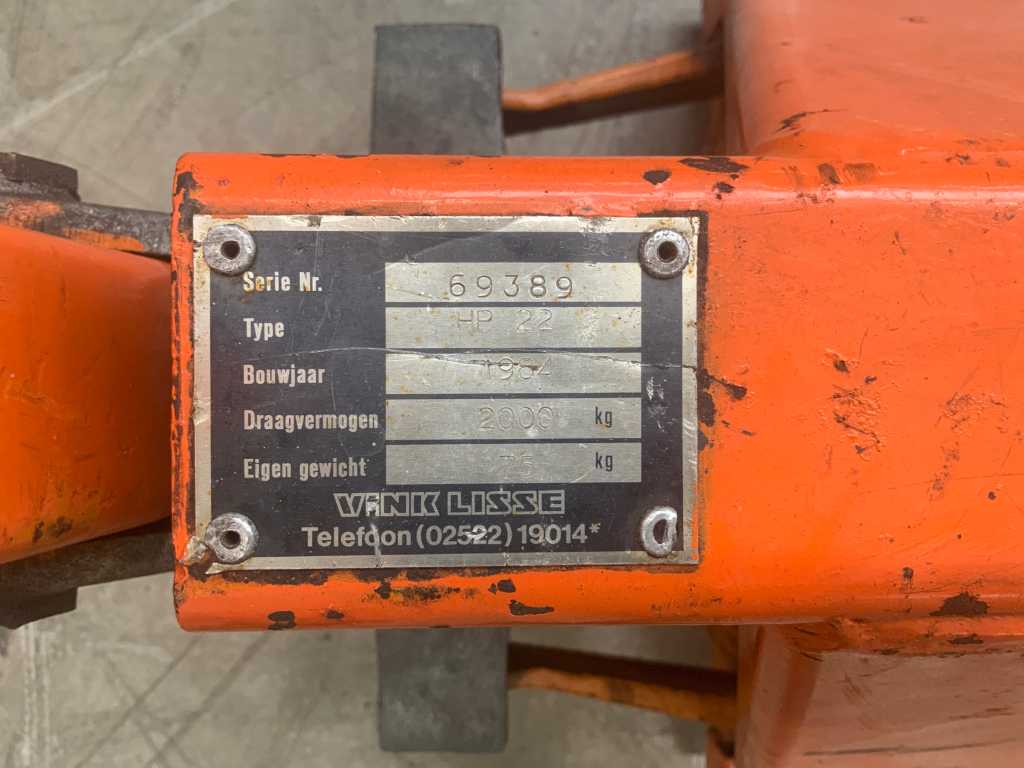 Serie Nr. 69389
Type HP 22
Bouwjaar 1984
Draagvermogen 2000 kg
Eigen gewicht 75 kg
ViNK LISSE
Telefoon (02522) 19014*